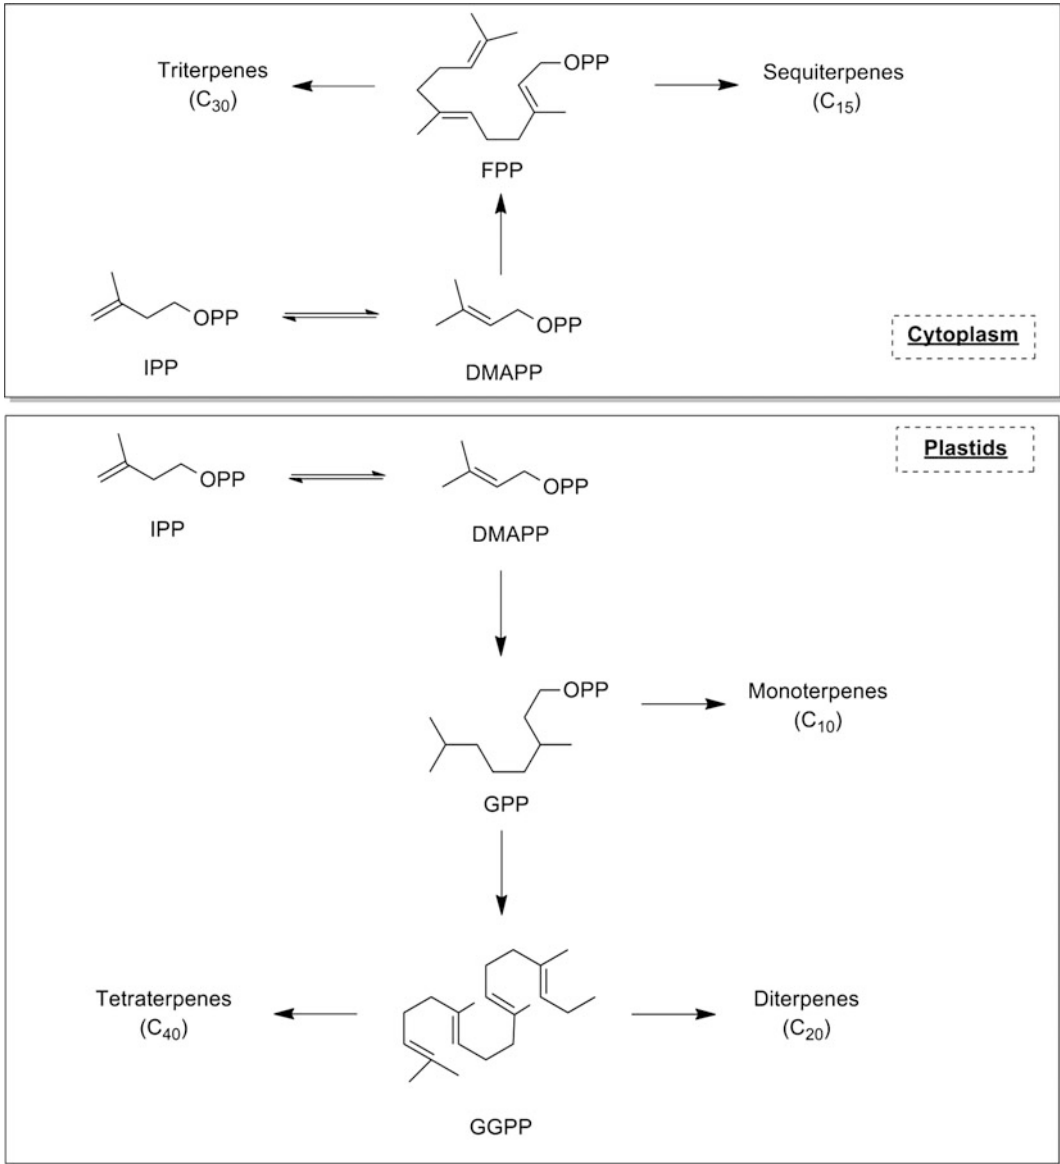 Triterpenes
(C30)
OPP
FPP
Sequiterpenes
(C15)
OPP
IPP
OPP
DMAPP
Cytoplasm
Plastids
OPP
IPP
OPP
DMAPP
OPP
GPP
Monoterpenes
(C10)
Tetraterpenes
(C40)
Diterpenes
(C20)
GGPP